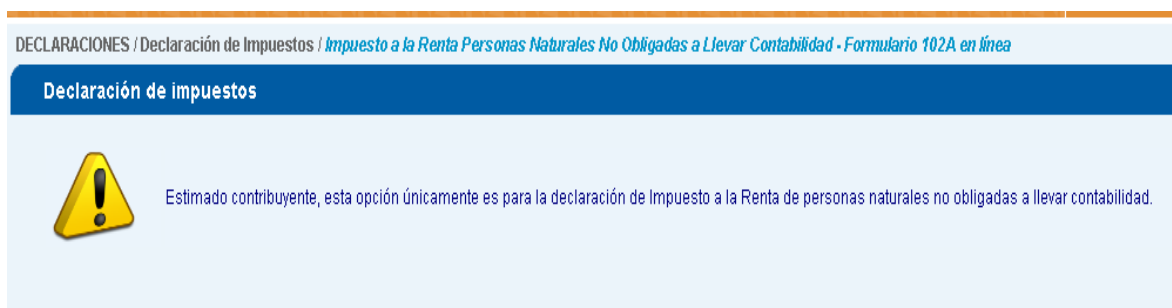 DECLARACIONES / Declaración de Impuestos / Impuesto a la Renta Personas Naturales No Obligadas a Llevar Contabilidad - Formulario 102A en línea
Declaración de impuestos
Estimado contribuyente, esta opción únicamente es para la declaración de Impuesto a la Renta de personas naturales no obligadas a llevar contabilidad.